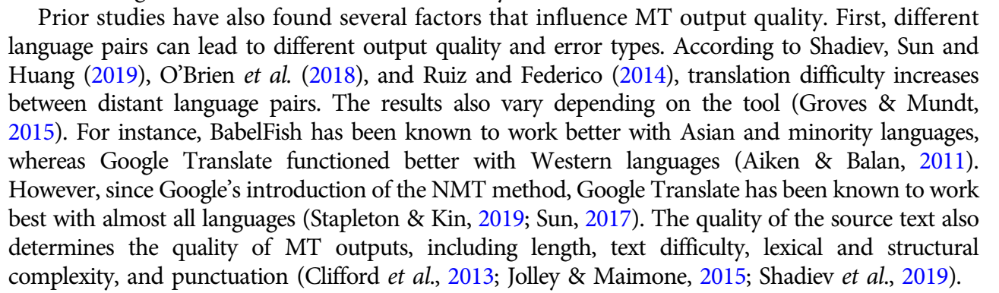 Prior studies have also found several factors that influence MT output quality. First, different
language pairs can lead to different output quality and error types. According to Shadiev, Sun and
Huang (2019), O’Brien et al. (2018), and Ruiz and Federico (2014), translation difficulty increases
between distant language pairs. The results also vary depending on the tool (Groves & Mundt,
2015). For instance, BabelFish has been known to work better with Asian and minority languages,
whereas Google Translate functioned better with Western languages (Aiken & Balan, 2011).
However, since Google’s introduction of the NMT method, Google Translate has been known to work
best with almost all languages (Stapleton & Kin, 2019; Sun, 2017). The quality of the source text also
determines the quality of MT outputs, including length, text difficulty, lexical and structural
complexity, and punctuation (Clifford et al., 2013; Jolley & Maimone, 2015; Shadiev et al., 2019).